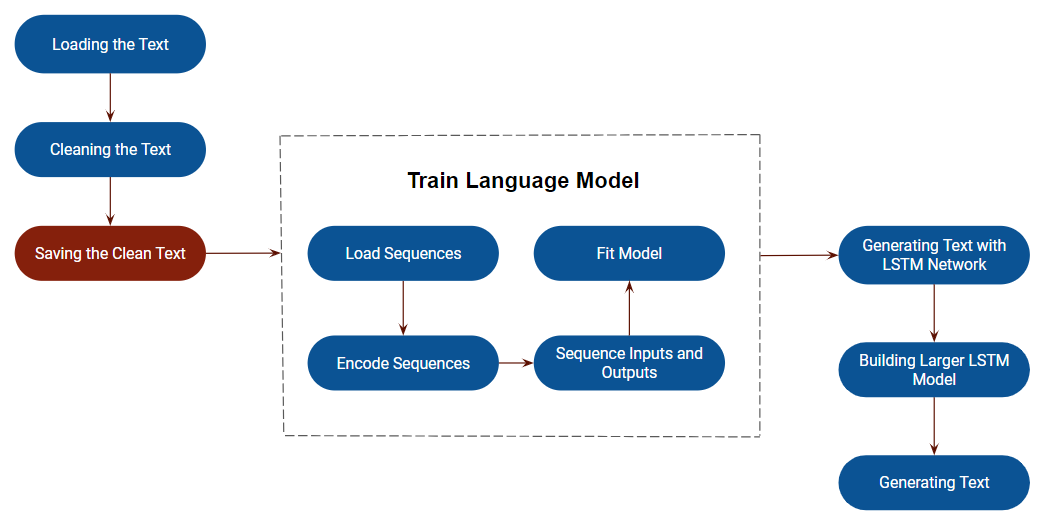 Loading the Text
Cleaning the Text
Saving the Clean Text
Train Language Model
Load Sequences
Encode Sequences
Sequence Inputs and
Outputs
Fit Model
Generating Text with
LSTM Network
Building Larger LSTM
Model
Generating Text